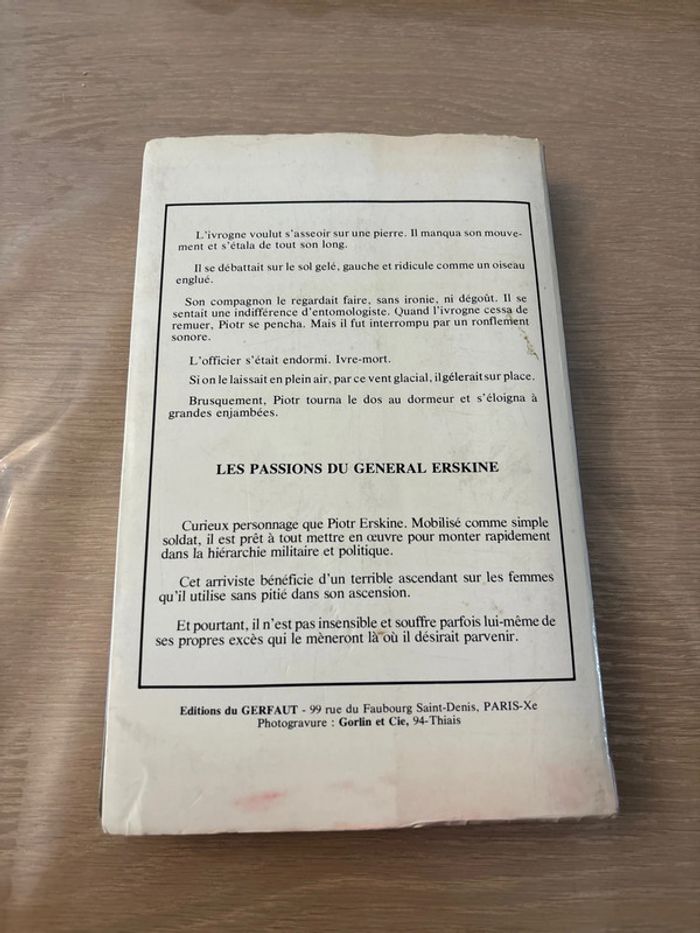 L'ivrogne voulut s'asseoir sur une pierre. Il manqua son mouve-
ment et s'étala de tout son long.
Il se débattait sur le sol gelé, gauche et ridicule comme un oiseau
englué.
Son compagnon le regardait faire, sans ironie, ni dégoût. Il se
sentait une indifférence d'entomologiste. Quand l'ivrogne cessa de
remuer, Piotr se pencha. Mais il fut interrompu par un ronflement
sonore.
L'officier s'était endormi. Ivre-mort.
Si on le laissait en plein air, par ce vent glacial, il gélerait sur place.
Brusquement, Piotr tourna le dos au dormeur et s'éloigna à
grandes enjambées.
LES PASSIONS DU GENERAL ERSKINE
Curieux personnage que Piotr Erskine. Mobilisé comme simple
soldat, il est prêt à tout mettre en œuvre pour monter rapidement
dans la hiérarchie militaire et politique.
Cet arriviste bénéficie d'un terrible ascendant sur les femmes
qu'il utilise sans pitié dans son ascension.
Et pourtant, il n'est pas insensible et souffre parfois lui-même de
ses propres excès qui le mèneront là où il désirait parvenir.
Editions du GERFAUT - 99 rue du Faubourg Saint-Denis, PARIS-Xe
Photogravure : Gorlin et Cie, 94-Thiais